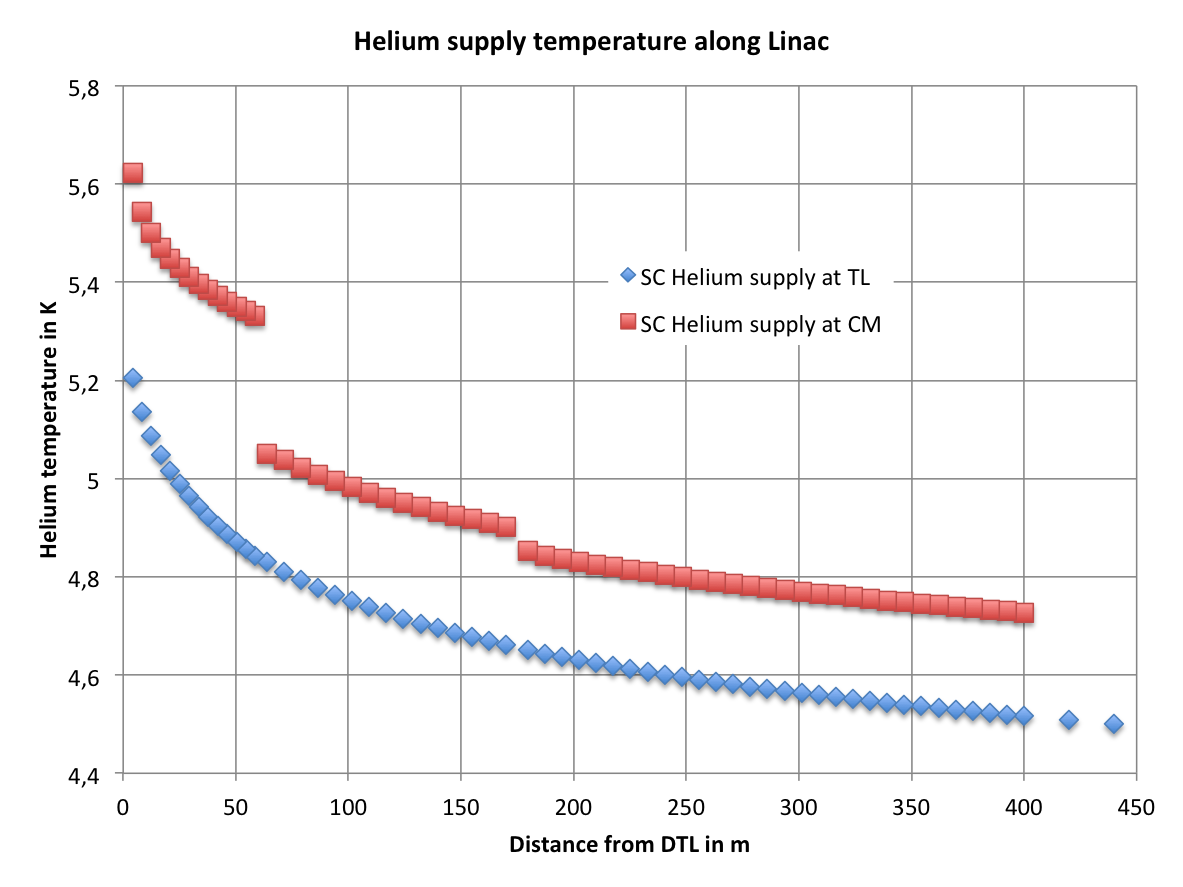 Helium supply temperature along Linac
5,8
5,6
5,4
5,2
5
4,8
4,6
4,4
Helium temperature in K
SC Helium supply at TL
SC Helium supply at CM
0 50 100 150 200 250 300 350 400 450
Distance from DTL in m